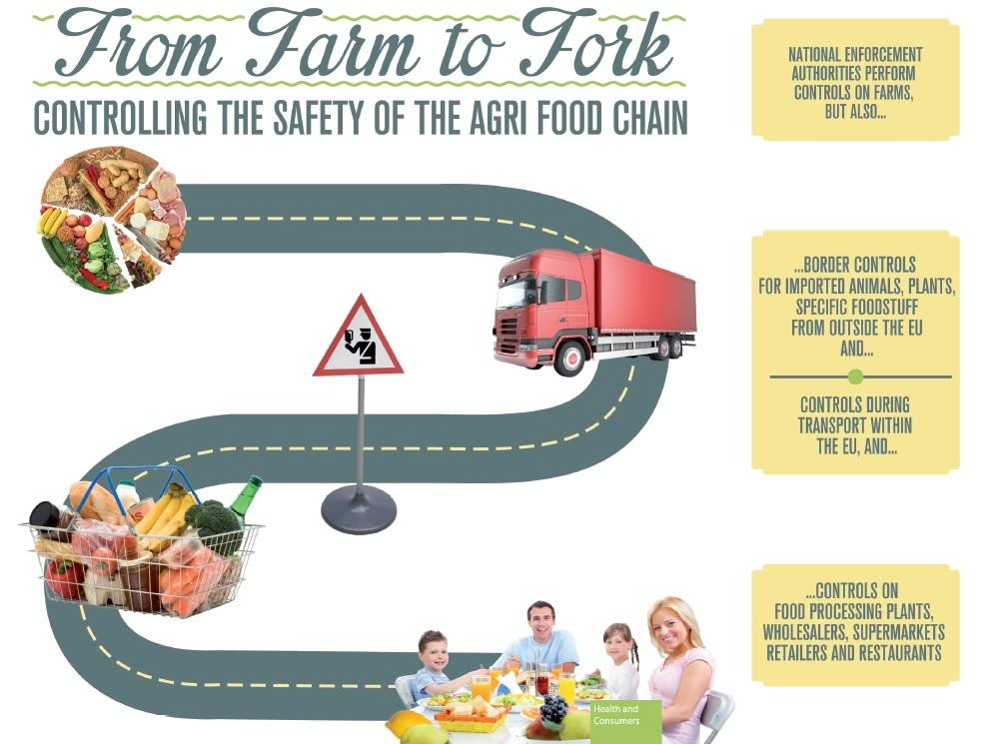 From Farm to Fork
CONTROLLING THE SAFETY OF THE AGRI FOOD CHAIN
NATIONAL ENFORCEMENT
AUTHORITIES PERFORM
CONTROLS ON FARMS,
BUT ALSO...
...BORDER CONTROLS
FOR IMPORTED ANIMALS, PLANTS,
SPECIFIC FOODSTUFF
FROM OUTSIDE THE EU
AND...
CONTROLS DURING
TRANSPORT WITHIN
THE EU, AND...
...CONTROLS ON
FOOD PROCESSING PLANTS,
WHOLESALERS, SUPERMARKETS
RETAILERS AND RESTAURANTS
Health and
Consumers